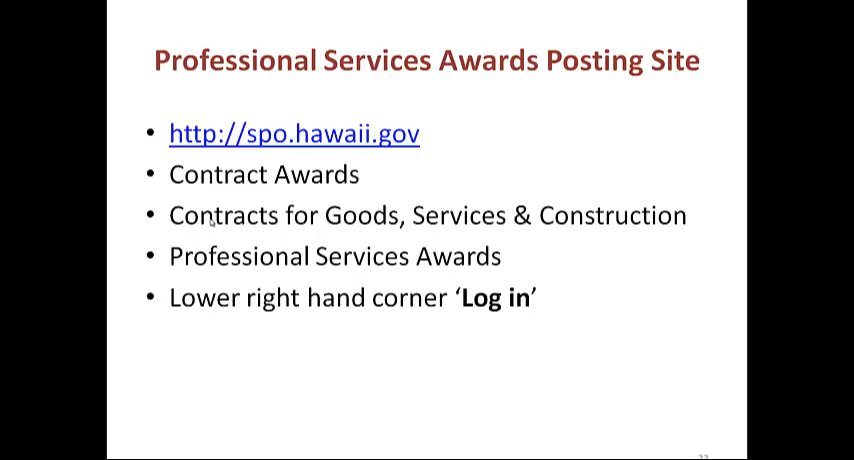 Professional Services Awards Posting Site
• http://spo.hawaii.gov
• Contract Awards
• Contracts for Goods, Services & Construction
• Professional Services Awards
• Lower right hand corner ‘Log in’